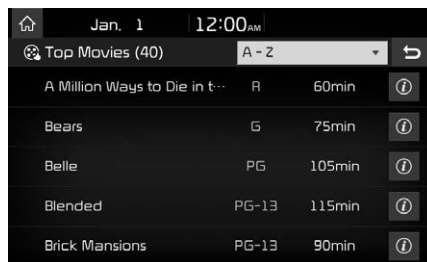 Jan. 1 12:00AM
Top Movies (40) A - Z
A Million Ways to Die in t··· R 60min
Bears G 75min
Belle PG 105min
Blended PG-13 115min
Brick Mansions PG-13 90min